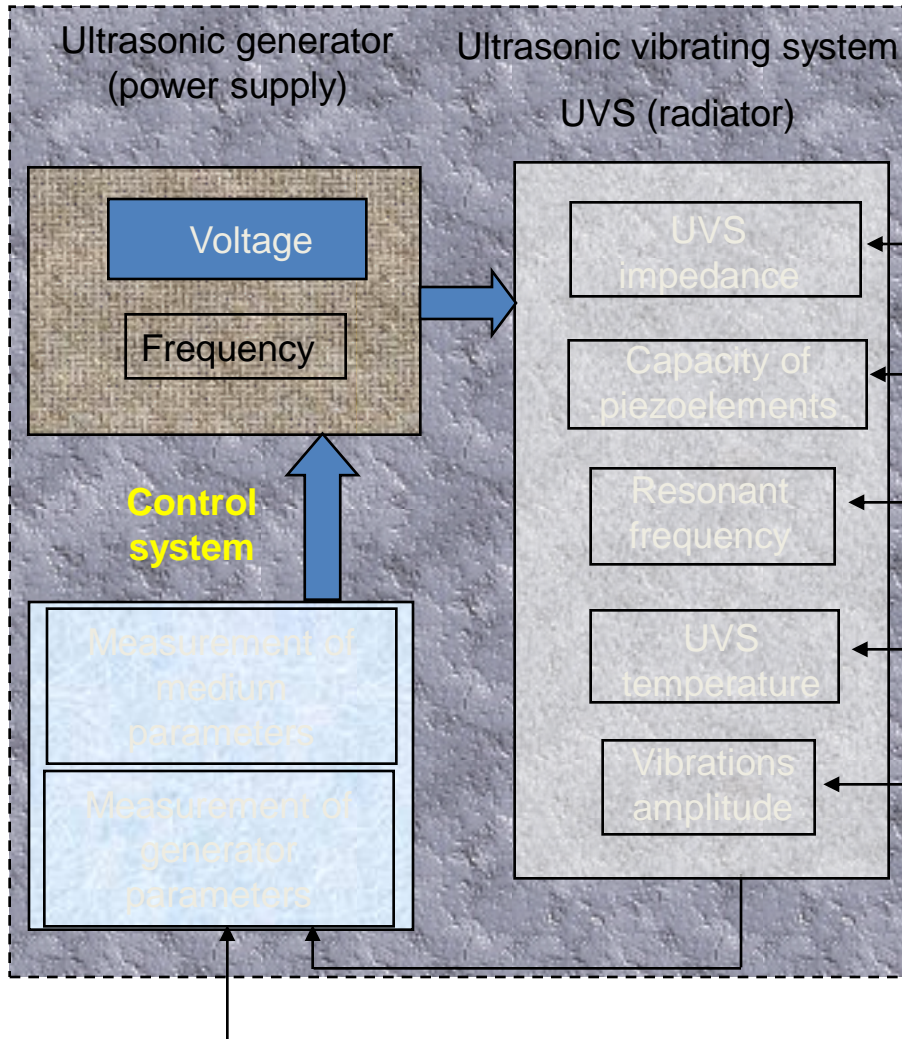 Ultrasonic generator
(power supply)
Ultrasonic vibrating system
UVS (radiator)
Voltage
Frequency
Control
system
Measurement of
medium
parameters
Measurement of
generator
parameters
UVS
impedance
Capacity of
piezoelements
Resonant
frequency
UVS
temperature
Vibrations
amplitude